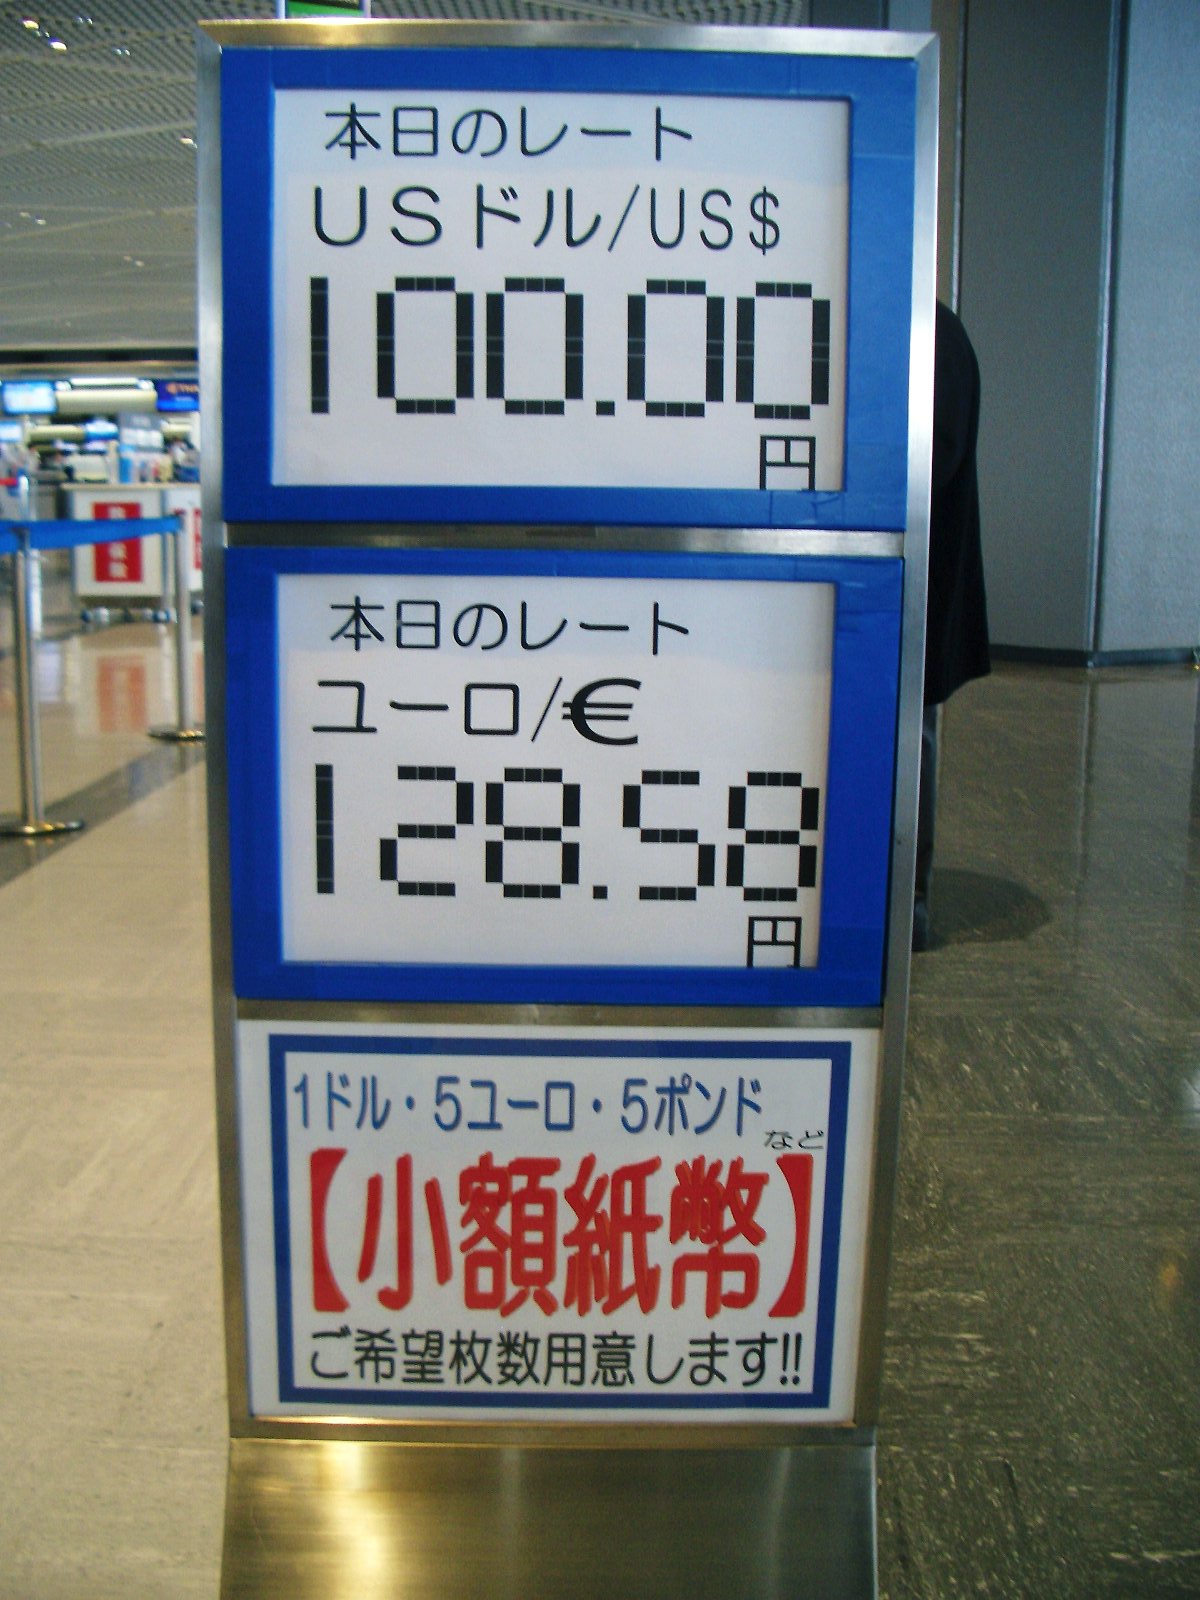 本日のレート
USドル/US$
100.00
円
本日のレート
ユーロ/€
128.58
円
1ドル・5ユーロ・5ポンド
など
【小額紙幣】
ご希望枚数用意します!!